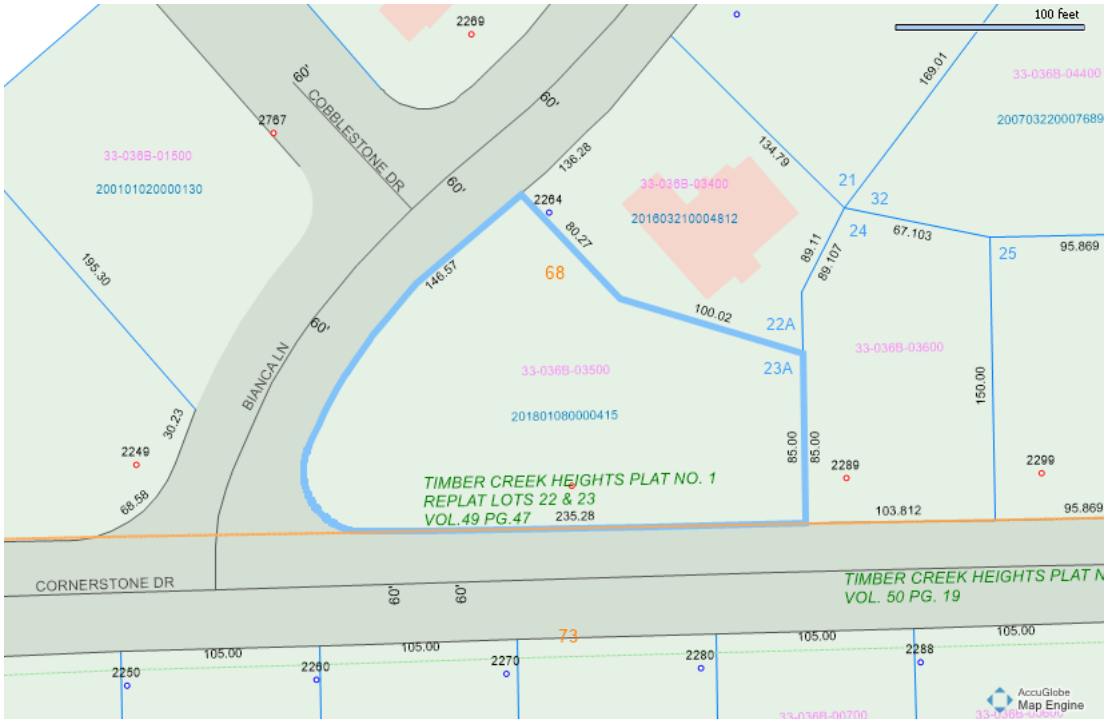 100 feet
2269
60'
COBBLESTONE DR
60'
169.01
33-036B-04400
200703220007689
2767
33-036B-01500
200101020000130
136.28
134.79
60'
2264
80.27
33-036B-03400
201603210004812
21
32
24
67.103
25
95.869
89.11
89.107
195.30
146.57
68
100.02
22A
23A
33-036B-03600
60'
BIANCA LN
33-036B-03500
201801080000415
150.00
30.23
2249
68.58
85.00
85.00
2289
2299
TIMBER CREEK HEIGHTS PLAT NO. 1
REPLAT LOTS 22 & 23
VOL.49 PG.47
235.28
103.812
95.869
CORNERSTONE DR
60'
60'
TIMBER CREEK HEIGHTS PLAT N
VOL. 50 PG. 19
73
105.00
105.00
105.00
105.00
2250
2260
2270
2280
2288
33-036B-00700
33-036B-00600
AccuGlobe
Map Engine